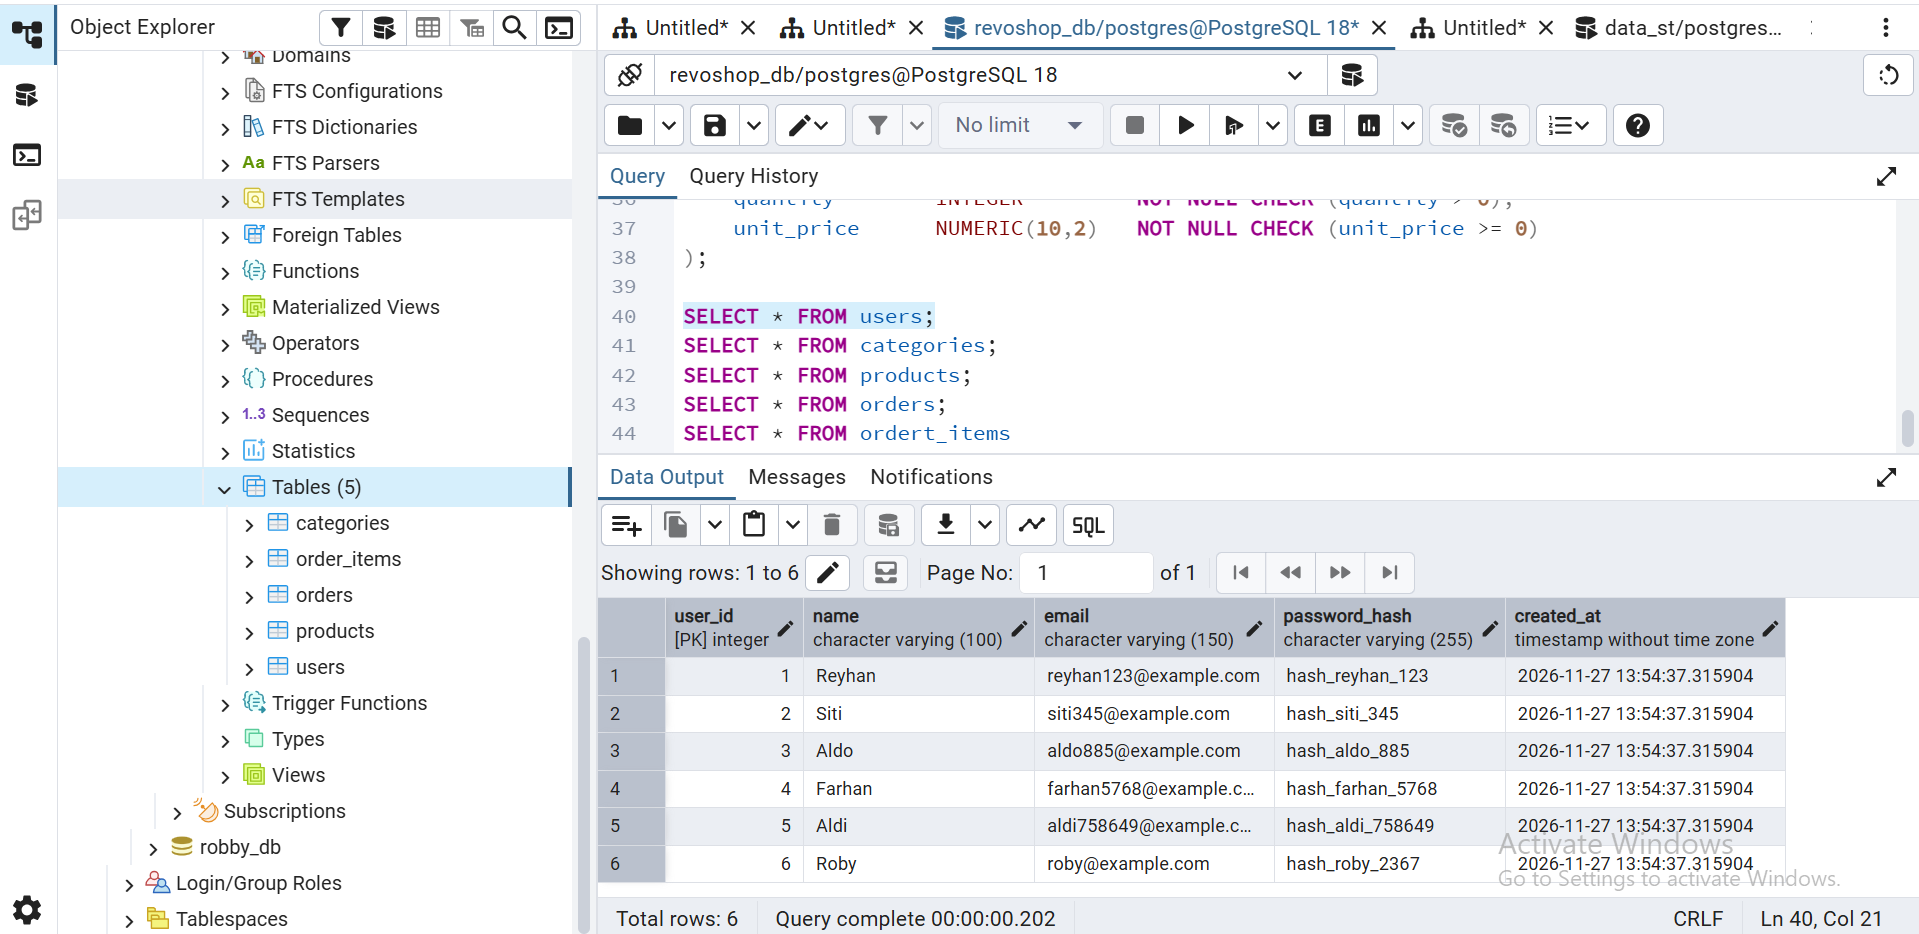 Object Explorer
Domains
FTS Configurations
FTS Dictionaries
Aa FTS Parsers
FTS Templates
Foreign Tables
Functions
Materialized Views
Operators
Procedures
1..3 Sequences
Statistics
Tables (5)
categories
order_items
orders
products
users
Trigger Functions
Types
Views
Subscriptions
robby_db
Login/Group Roles
Tablespaces
Untitled*
Untitled*
revoshop_db/postgres@PostgreSQL 18*
Untitled*
data_st/postgres...
revoshop_db/postgres@PostgreSQL 18
No limit
E
Query Query History
36 quantity INTEGER NOT NULL CHECK (quantity > 0),
37 unit_price NUMERIC(10,2) NOT NULL CHECK (unit_price >= 0)
38 );
39
40 SELECT * FROM users;
41 SELECT * FROM categories;
42 SELECT * FROM products;
43 SELECT * FROM orders;
44 SELECT * FROM ordert_items
Data Output Messages Notifications
SQL
Showing rows: 1 to 6 Page No: 1 of 1
user_id name email password_hash created_at
[PK] integer character varying (100) character varying (150) character varying (255) timestamp without time zone
1 1 Reyhan reyhan123@example.com hash_reyhan_123 2026-11-27 13:54:37.315904
2 2 Siti siti345@example.com hash_siti_345 2026-11-27 13:54:37.315904
3 3 Aldo aldo885@example.com hash_aldo_885 2026-11-27 13:54:37.315904
4 4 Farhan farhan5768@example.c... hash_farhan_5768 2026-11-27 13:54:37.315904
5 5 Aldi aldi758649@example.c... hash_aldi_758649 2026-11-27 13:54:37.315904
6 6 Roby roby@example.com hash_roby_2367 2026-11-27 13:54:37.315904
Activate Windows
Go to Settings to activate Windows.
Total rows: 6 Query complete 00:00:00.202 CRLF Ln 40, Col 21